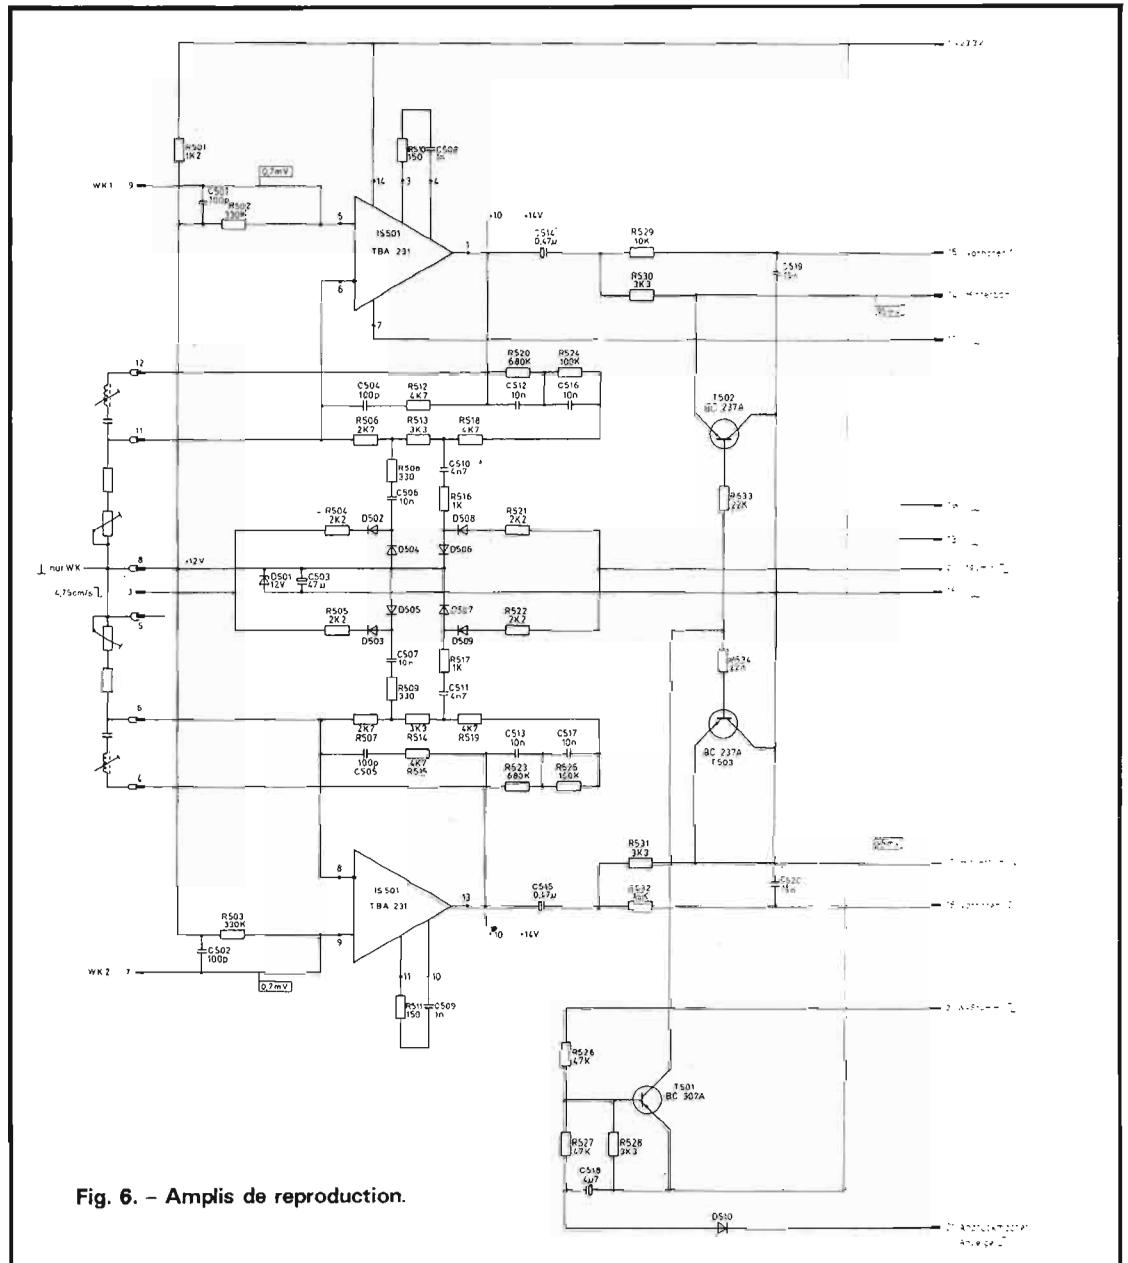 R501
1K2
WK1 9
0,7mV
C501
100p
R502
330K
5
6
14
3
4
7
1
IS501
TBA 231
R510
150
C508
1n
+10 +14V
C514
0,47µ
R529
10K
R530
3K3
C519
15n
12
R520
680K
R524
C504
100p
R512
4K7
C512
10n
C516
10n
11
R506
2K7
R513
3K3
R518
4K7
T502
BC 237A
R508
330
C510
4n7
C506
10n
R516
1K
R533
22K
R504
2K2
D502
D508
R521
2K2
D504
D506
8
⊥ nur WK
+12V
D501
12V
C503
47µ
4,75cm/s
3
5
R505
2K2
D503
D505
D507
D509
R522
2K2
C507
10n
R517
1K
R509
330
C511
4n7
R534
6
2K7
R507
3K3
R514
4K7
R519
C513
10n
C517
10n
100p
C505
4K7
R515
R523
680K
R525
4
BC 237A
T503
R531
3K3
R532
C520
8
9
IS501
TBA 231
13
C515
0,47µ
+10 +14V
R503
330K
C502
100p
WK2 7
0,7mV
11
10
R511
150
C509
1n
R526
47K
T501
BC 307A
R527
47K
R528
3K3
C518
4µ7
D510
Fig. 6. – Amplis de reproduction.